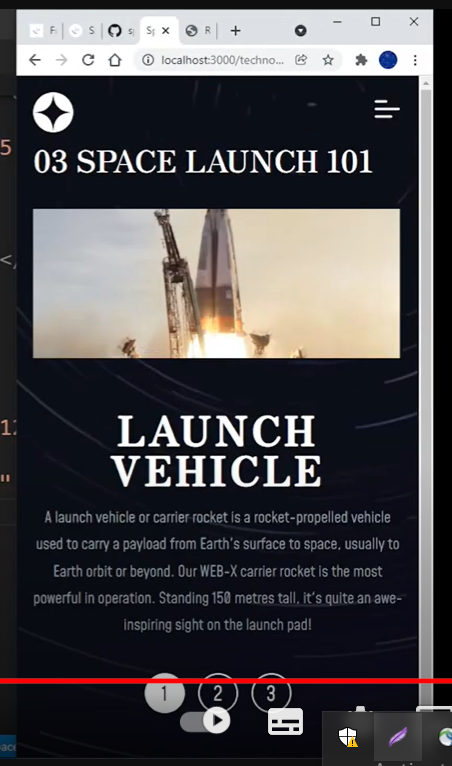 F
S
s
Sp
R
localhost:3000/techno...
5
</
03 SPACE LAUNCH 101
12
"
LAUNCH
VEHICLE
A launch vehicle or carrier rocket is a rocket-propelled vehicle
used to carry a payload from Earth's surface to space, usually to
Earth orbit or beyond. Our WEB-X carrier rocket is the most
powerful in operation. Standing 150 metres tall, it's quite an awe-
inspiring sight on the launch pad!
1 2 3